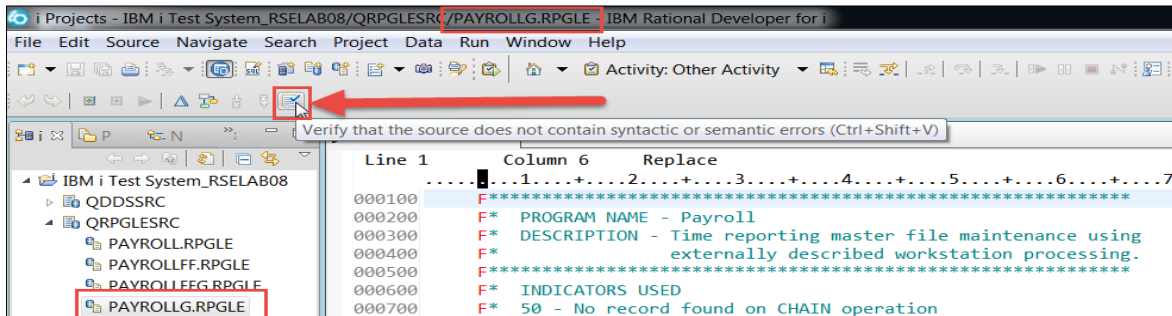 i Projects - IBM i Test System_RSELAB08/QRPGLESRC/PAYROLLG.RPGLE - IBM Rational Developer for i
File Edit Source Navigate Search Project Data Run Window Help
Activity: Other Activity
Verify that the source does not contain syntactic or semantic errors (Ctrl+Shift+V)
i P N
Line 1 Column 6 Replace
IBM i Test System_RSELAB08
QDDSSRC
QRPGLESRC
PAYROLL.RPGLE
PAYROLLFF.RPGLE
PAYROLLFFG.RPGLE
PAYROLLG.RPGLE
.....1....+....2....+....3....+....4....+....5....+....6....+....7
000100 F*************************************************************
000200 F* PROGRAM NAME - Payroll
000300 F* DESCRIPTION - Time reporting master file maintenance using
000400 F* externally described workstation processing.
000500 F*************************************************************
000600 F* INDICATORS USED
000700 F* 50 - No record found on CHAIN operation